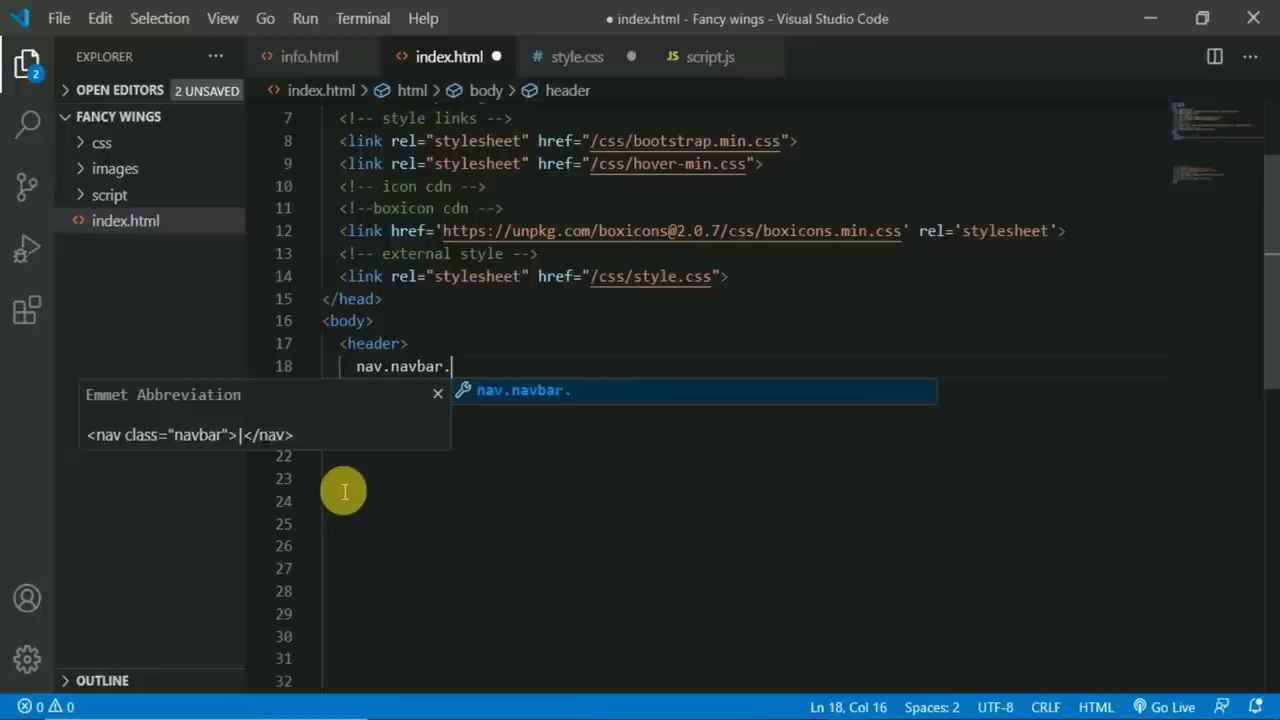 File Edit Selection View Go Run Terminal Help
● index.html - Fancy wings - Visual Studio Code
EXPLORER ···
info.html index.html ● style.css ● JS script.js
OPEN EDITORS 2 UNSAVED
index.html > html > body > header
FANCY WINGS
css
images
script
index.html
7 <!-- style links -->
8 <link rel="stylesheet" href="/css/bootstrap.min.css">
9 <link rel="stylesheet" href="/css/hover-min.css">
10 <!-- icon cdn -->
11 <!--boxicon cdn -->
12 <link href='https://unpkg.com/boxicons@2.0.7/css/boxicons.min.css' rel='stylesheet'>
13 <!-- external style -->
14 <link rel="stylesheet" href="/css/style.css">
15 </head>
16 <body>
17 <header>
18 nav.navbar.
nav.navbar.
Emmet Abbreviation
<nav class="navbar">|</nav>
22
23
24
25
26
27
28
29
30
31
32
2
OUTLINE
0 0
Ln 18, Col 16 Spaces: 2 UTF-8 CRLF HTML Go Live